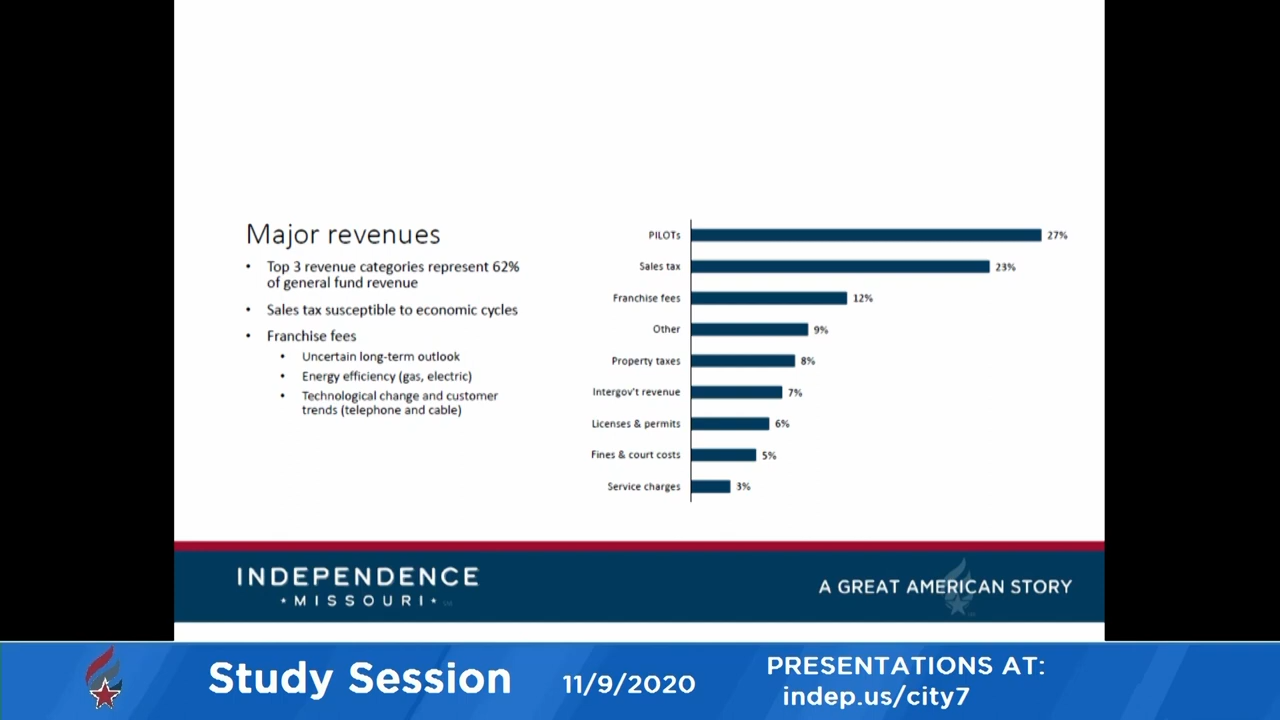 Major revenues
• Top 3 revenue categories represent 62%
of general fund revenue
• Sales tax susceptible to economic cycles
• Franchise fees
• Uncertain long-term outlook
• Energy efficiency (gas, electric)
• Technological change and customer
trends (telephone and cable)
PILOTs 27%
Sales tax 23%
Franchise fees 12%
Other 9%
Property taxes 8%
Intergov't revenue 7%
Licenses & permits 6%
Fines & court costs 5%
Service charges 3%
INDEPENDENCE
• MISSOURI •
A GREAT AMERICAN STORY
Study Session 11/9/2020
PRESENTATIONS AT:
indep.us/city7